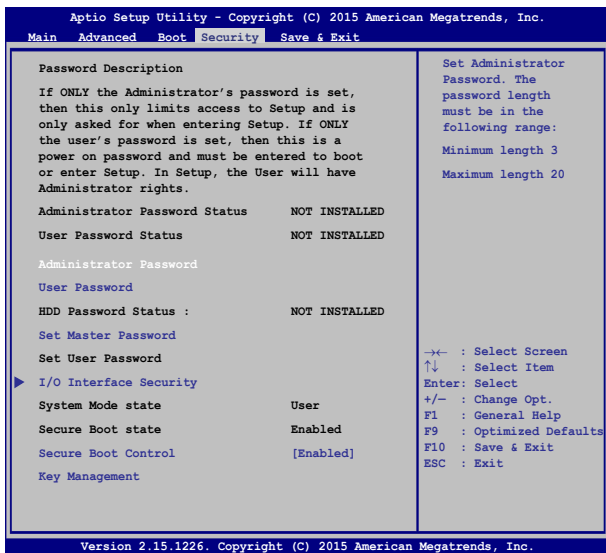 Aptio Setup Utility - Copyright (C) 2015 American Megatrends, Inc.
Main Advanced Boot Security Save & Exit
Password Description
If ONLY the Administrator's password is set,
then this only limits access to Setup and is
only asked for when entering Setup. If ONLY
the user's password is set, then this is a
power on password and must be entered to boot
or enter Setup. In Setup, the User will have
Administrator rights.
Administrator Password Status NOT INSTALLED
User Password Status NOT INSTALLED
Administrator Password
User Password
HDD Password Status : NOT INSTALLED
Set Master Password
Set User Password
I/O Interface Security
System Mode state User
Secure Boot state Enabled
Secure Boot Control [Enabled]
Key Management
Set Administrator
Password. The
password length
must be in the
following range:
Minimum length 3
Maximum length 20
→← : Select Screen
↑↓ : Select Item
Enter: Select
+/— : Change Opt.
F1 : General Help
F9 : Optimized Defaults
F10 : Save & Exit
ESC : Exit
Version 2.15.1226. Copyright (C) 2015 American Megatrends, Inc.